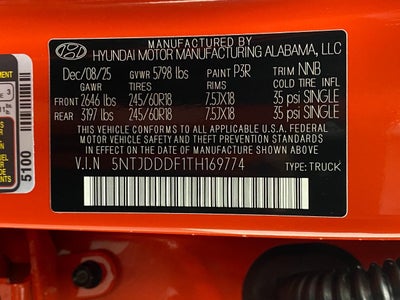 MANUFACTURED BY
HYUNDAI MOTOR MANUFACTURING ALABAMA, LLC
Dec/08/25 GVWR 5798 lbs PAINT P3R TRIM NNB
GAWR TIRES RIMS COLD TIRE INFL
FRONT 2646 lbs 245/60R18 7.5JX18 35 psi SINGLE
REAR 3197 lbs 245/60R18 7.5JX18 35 psi SINGLE
THIS VEHICLE CONFORMS TO ALL APPLICABLE U.S.A. FEDERAL
MOTOR VEHICLE SAFETY AND THEFT PREVENTION STANDARDS
IN EFFECT ON THE DATE OF MANUFACTURE SHOWN ABOVE.
V.I.N 5NTJDDDF1TH169774 TYPE: TRUCK
3
5100